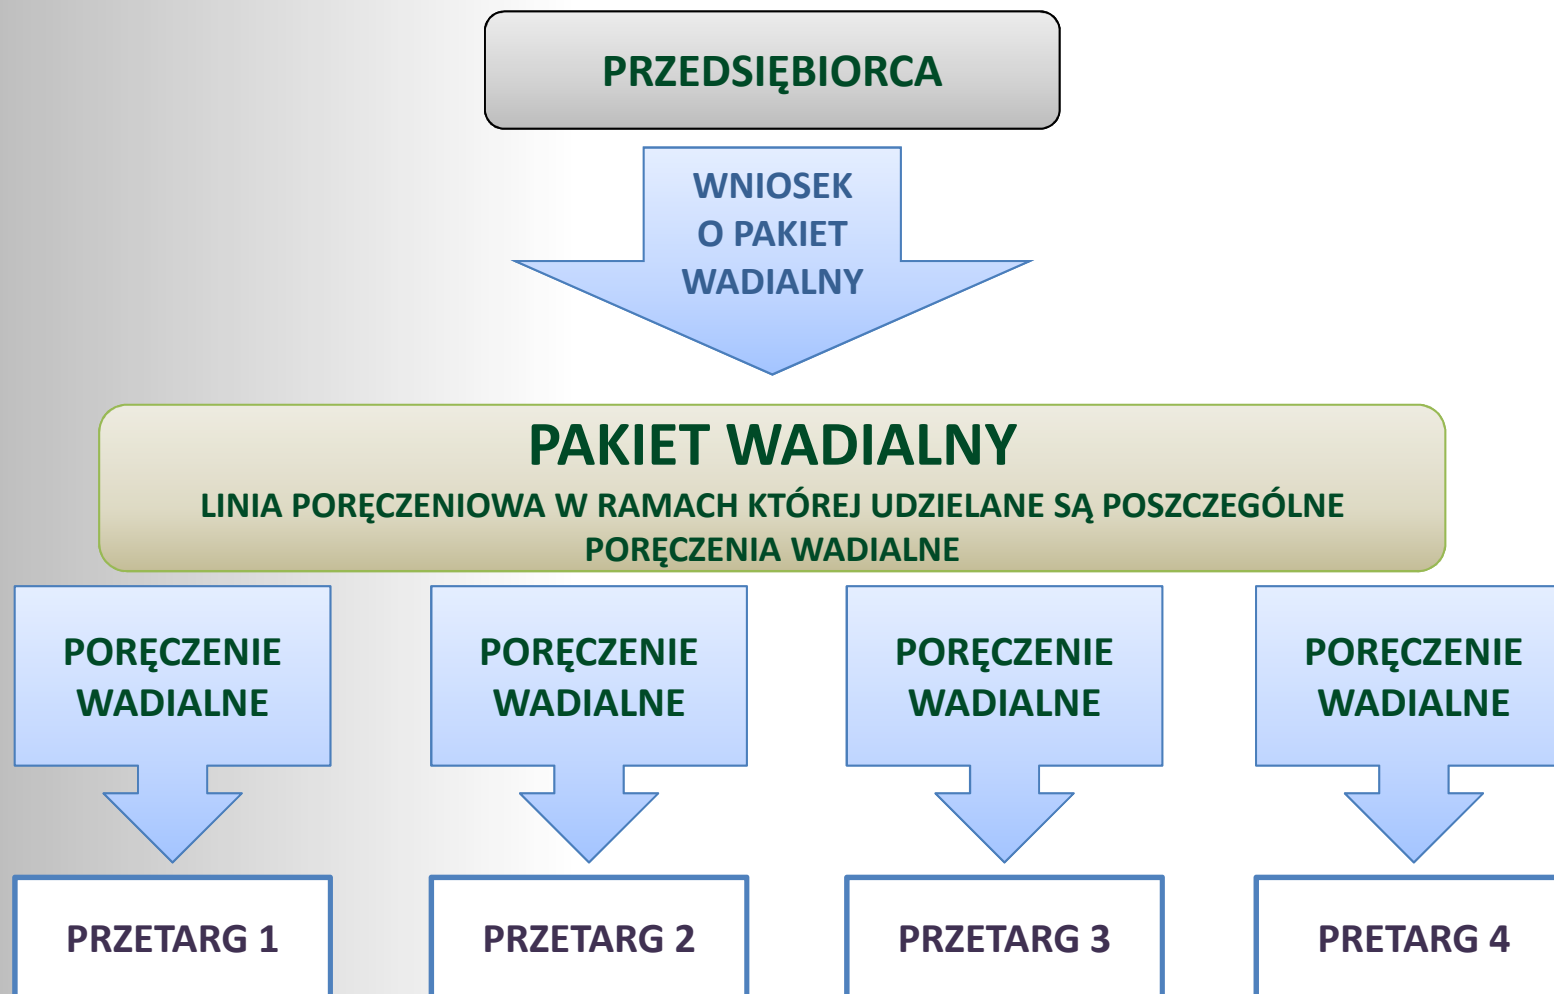 PRZEDSIĘBIORCA
WNIOSEK
O PAKIET
WADIALNY
PAKIET WADIALNY
LINIA PORĘCZENIOWA W RAMACH KTÓREJ UDZIELANE SĄ POSZCZEGÓLNE
PORĘCZENIA WADIALNE
PORĘCZENIE
WADIALNE
PORĘCZENIE
WADIALNE
PORĘCZENIE
WADIALNE
PORĘCZENIE
WADIALNE
PRZETARG 1
PRZETARG 2
PRZETARG 3
PRETARG 4